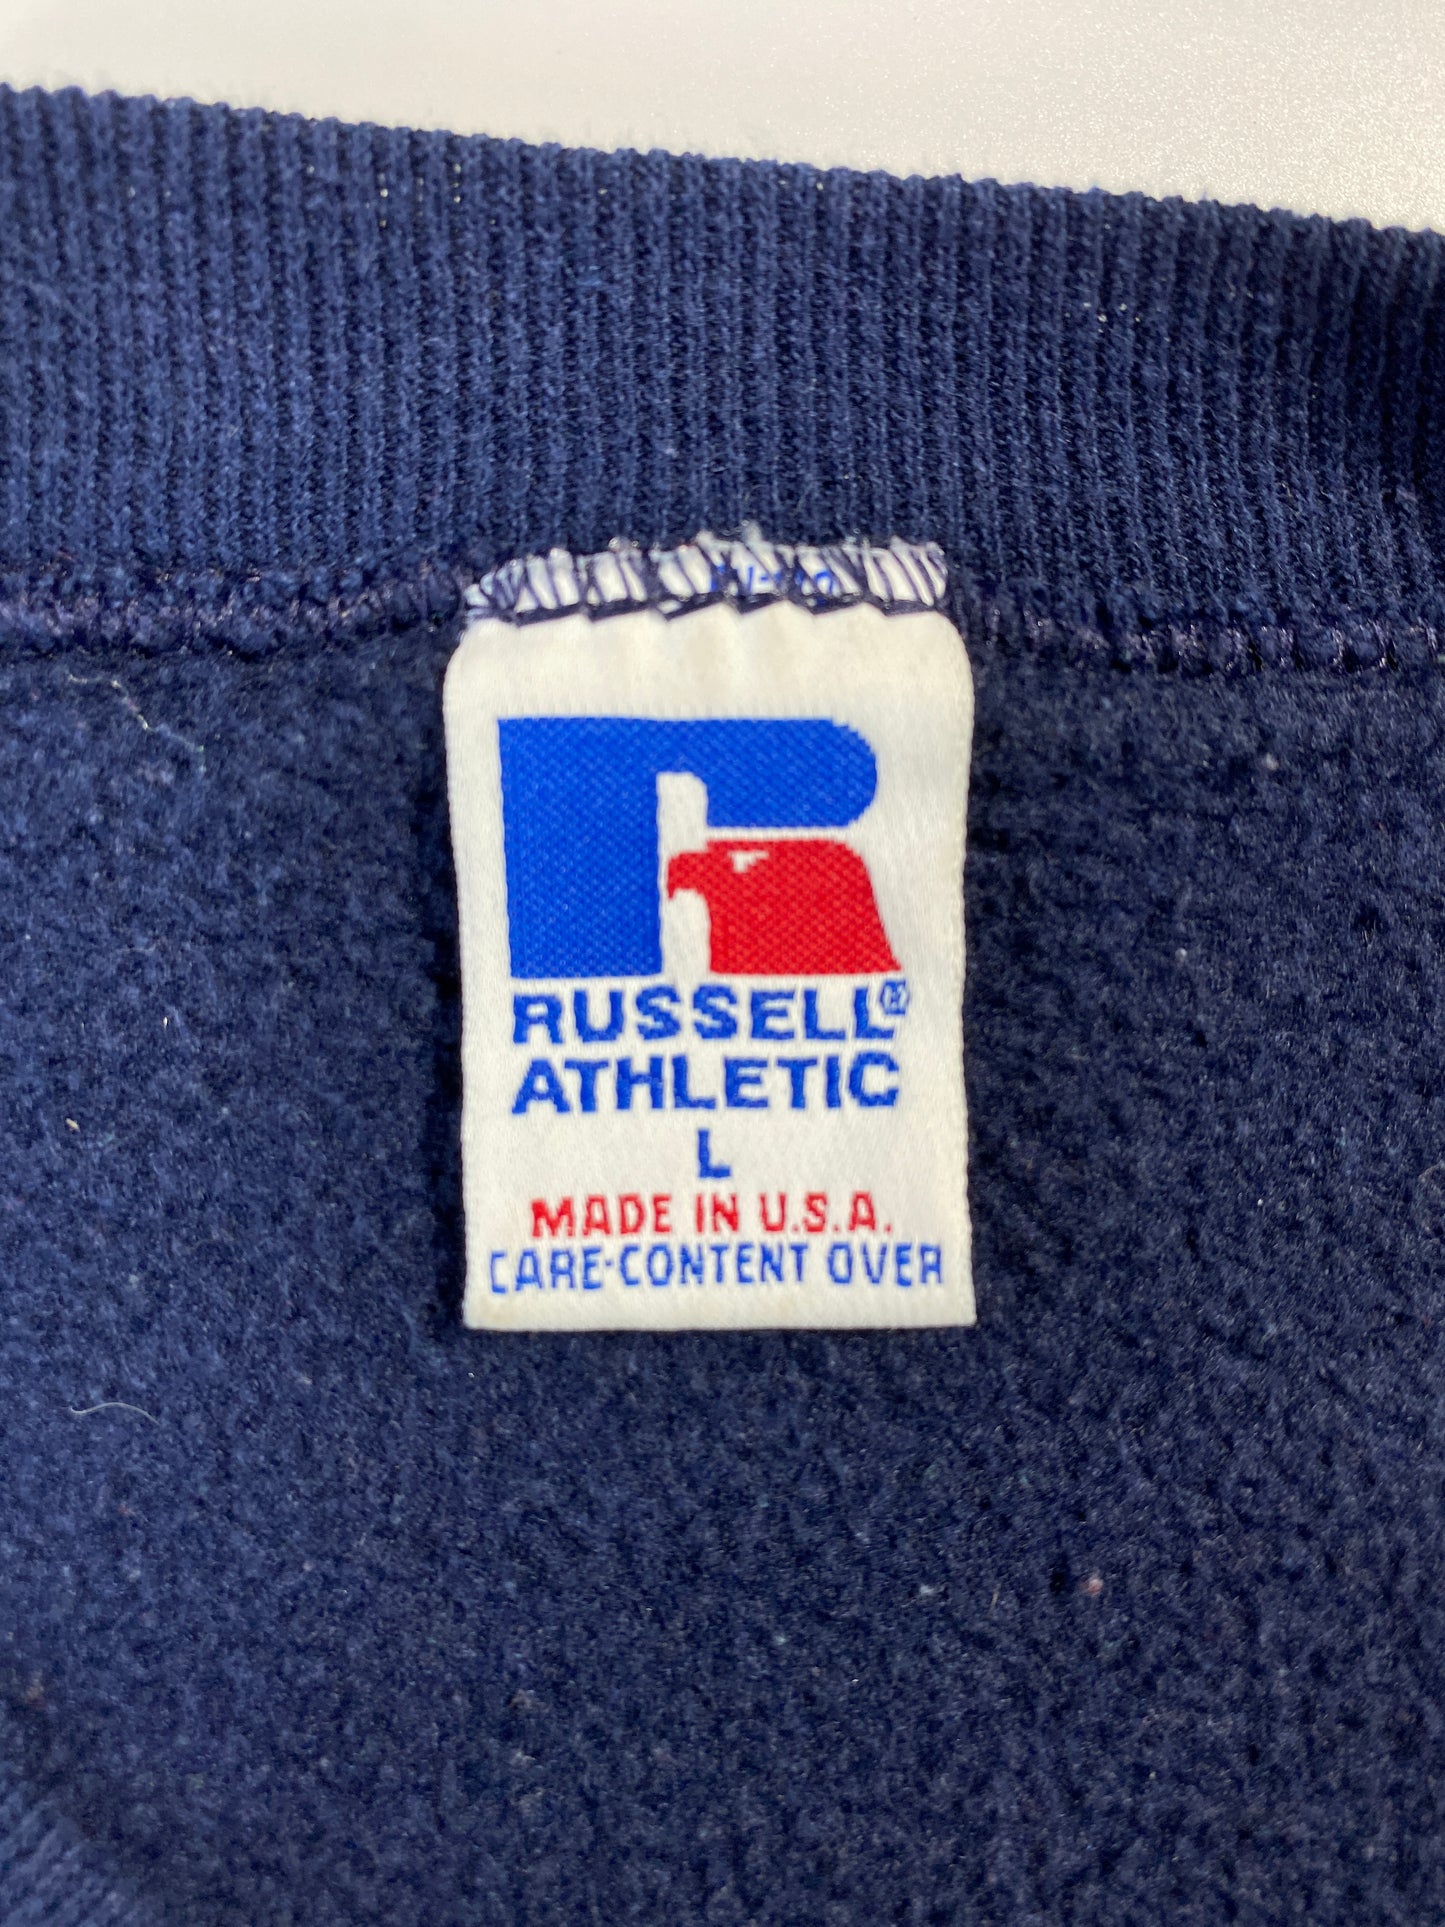 RUSSELL®
ATHLETIC
L
MADE IN U.S.A.
CARE-CONTENT OVER